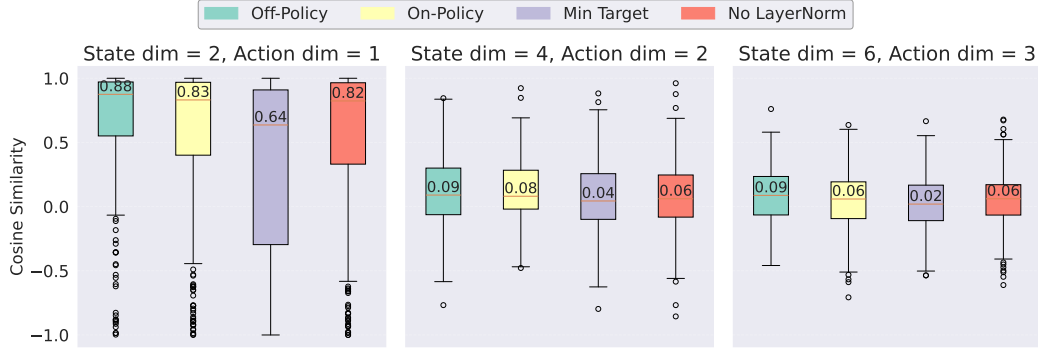 Off-Policy On-Policy Min Target No LayerNorm
State dim = 2, Action dim = 1
State dim = 4, Action dim = 2
State dim = 6, Action dim = 3
Cosine Similarity
1.0
0.5
0.0
−0.5
−1.0
0.88 0.83 0.64 0.82
0.09 0.08 0.04 0.06
0.09 0.06 0.02 0.06